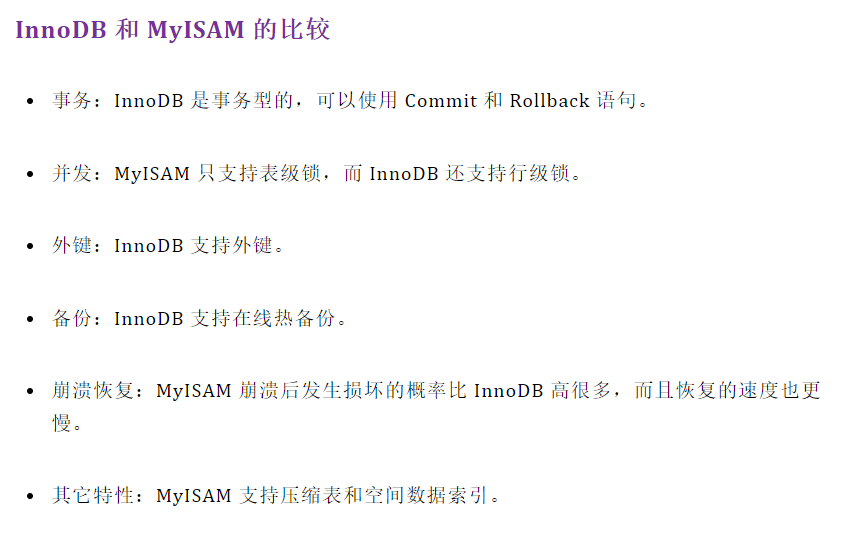 InnoDB 和 MyISAM 的比较
• 事务：InnoDB 是事务型的，可以使用 Commit 和 Rollback 语句。
• 并发：MyISAM 只支持表级锁，而 InnoDB 还支持行级锁。
• 外键：InnoDB 支持外键。
• 备份：InnoDB 支持在线热备份。
• 崩溃恢复：MyISAM 崩溃后发生损坏的概率比 InnoDB 高很多，而且恢复的速度也更
慢。
• 其它特性：MyISAM 支持压缩表和空间数据索引。